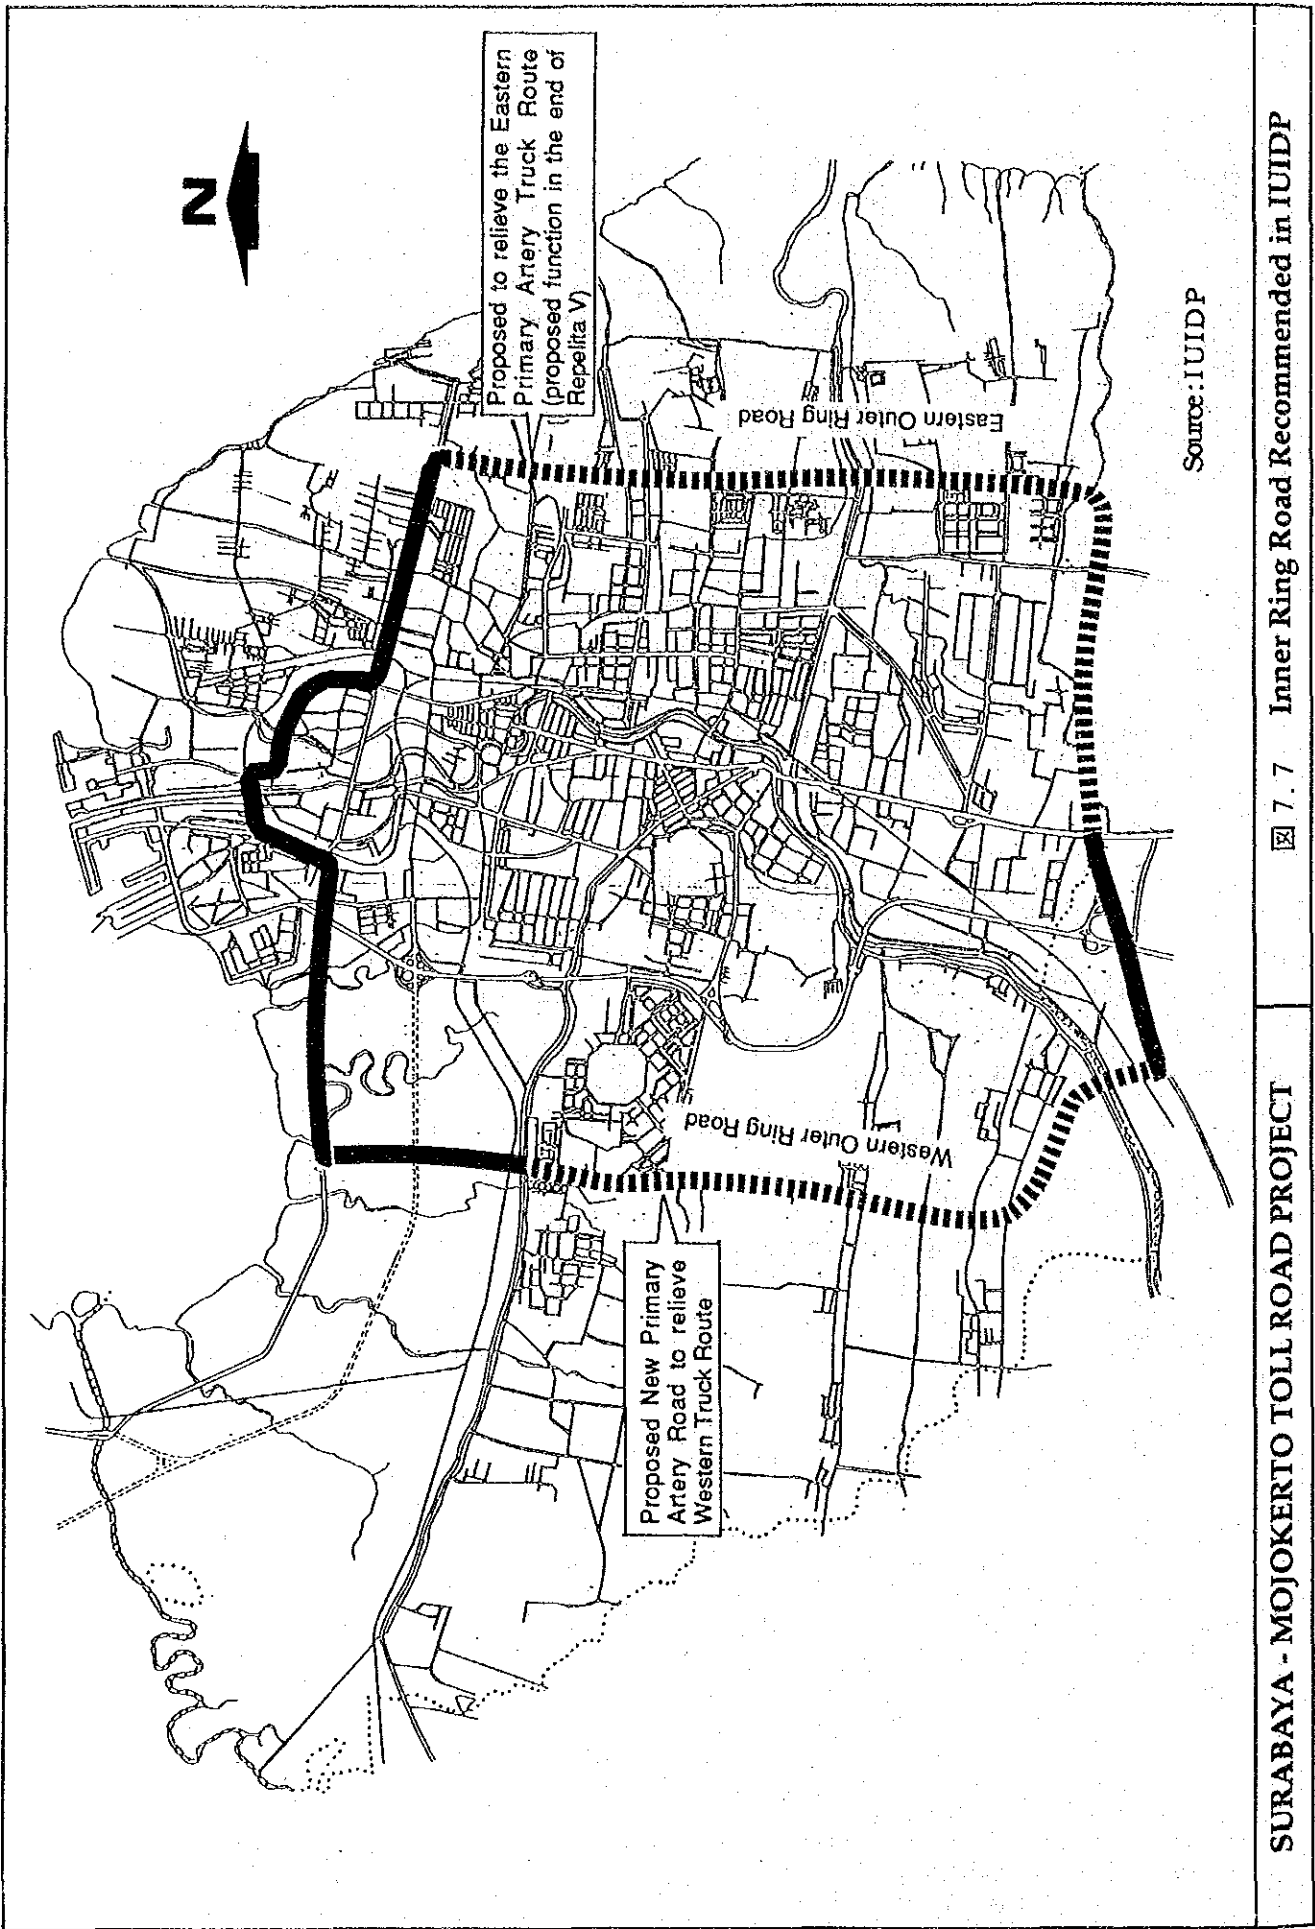 N
Proposed to relieve the Eastern
Primary Artery Truck Route
(proposed function in the end of
Repelita V)
Eastern Outer Ring Road
Western Outer Ring Road
Proposed New Primary
Artery Road to relieve
Western Truck Route
Source: IUIDP
SURABAYA - MOJOKERTO TOLL ROAD PROJECT
図 7.7 Inner Ring Road Recommended in IUIDP